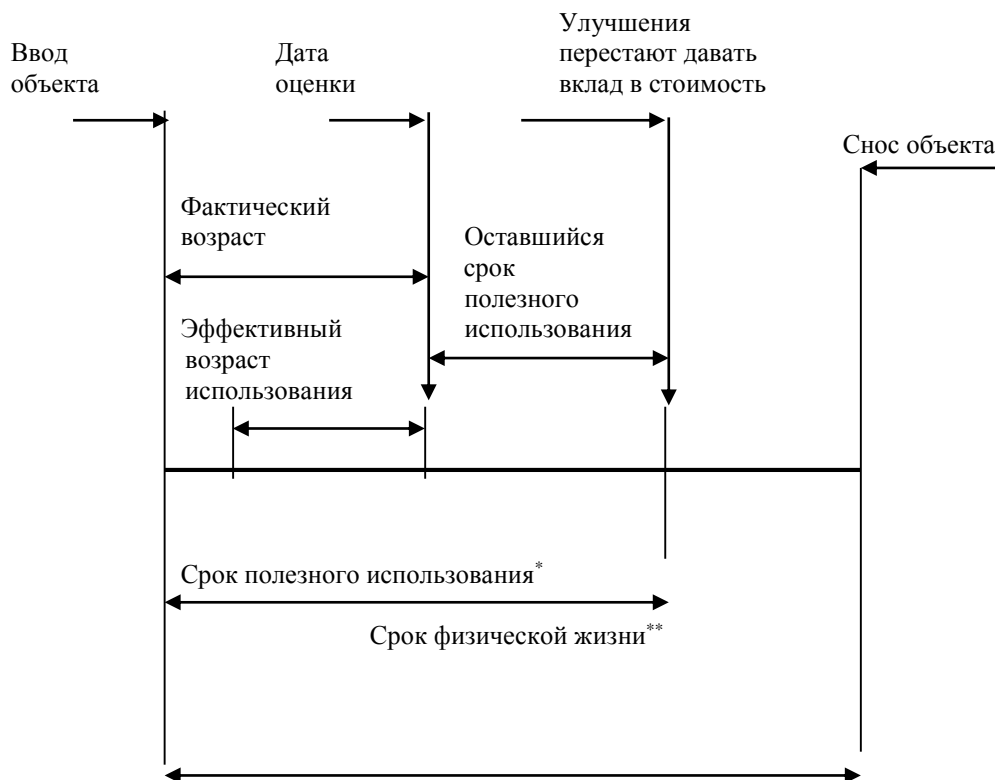 Ввод
объекта
Дата
оценки
Улучшения
перестают давать
вклад в стоимость
Снос объекта
Фактический
возраст
Оставшийся
срок
полезного
использования
Эффективный
возраст
использования
Срок полезного использования*
Срок физической жизни**